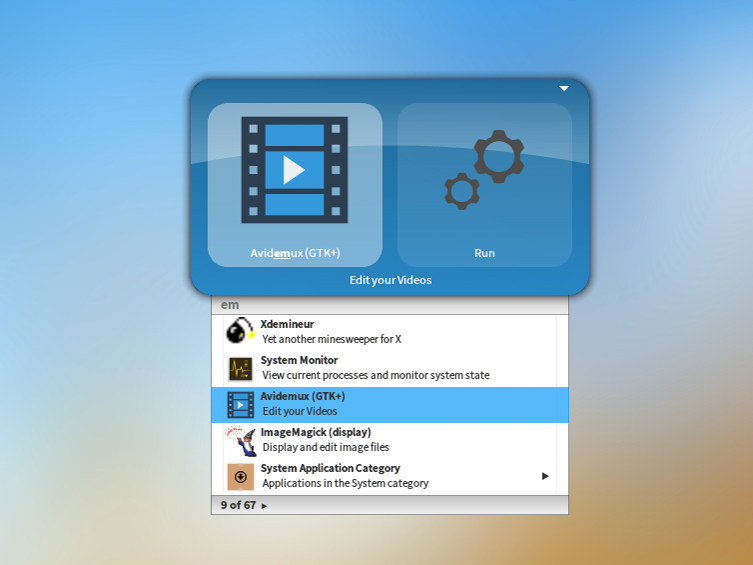 Avidemux (GTK+)
Run
Edit your Videos
em
Xdemineur
Yet another minesweeper for X
System Monitor
View current processes and monitor system state
Avidemux (GTK+)
Edit your Videos
ImageMagick (display)
Display and edit image files
System Application Category
Applications in the System category
9 of 67 ▸